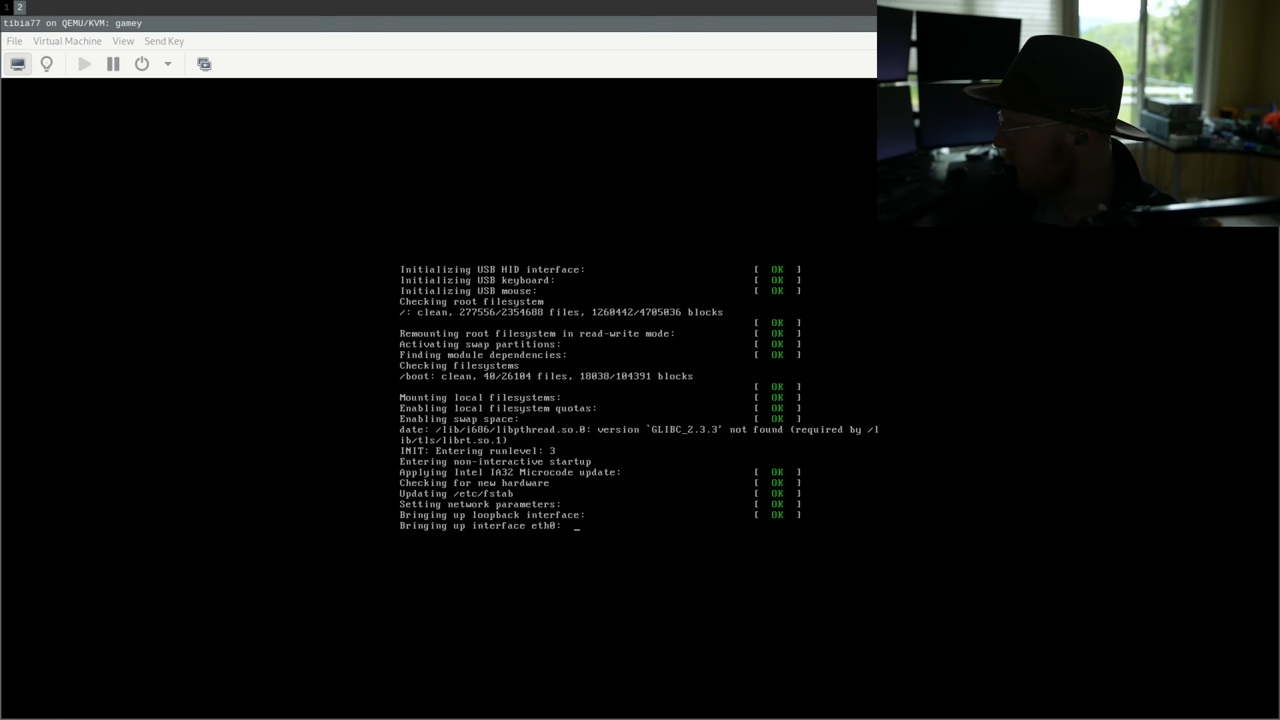 1 2
tibia77 on QEMU/KVM: gamey
File Virtual Machine View Send Key
Initializing USB HID interface: [ OK ]
Initializing USB keyboard: [ OK ]
Initializing USB mouse: [ OK ]
Checking root filesystem
/: clean, 277556/2354688 files, 1260442/4705036 blocks
[ OK ]
Remounting root filesystem in read-write mode: [ OK ]
Activating swap partitions: [ OK ]
Finding module dependencies: [ OK ]
Checking filesystems
/boot: clean, 40/26104 files, 18038/104391 blocks
[ OK ]
Mounting local filesystems: [ OK ]
Enabling local filesystem quotas: [ OK ]
Enabling swap space: [ OK ]
date: /lib/i686/libpthread.so.0: version `GLIBC_2.3.3' not found (required by /l
ib/tls/librt.so.1)
INIT: Entering runlevel: 3
Entering non-interactive startup
Applying Intel IA32 Microcode update: [ OK ]
Checking for new hardware [ OK ]
Updating /etc/fstab [ OK ]
Setting network parameters: [ OK ]
Bringing up loopback interface: [ OK ]
Bringing up interface eth0: _